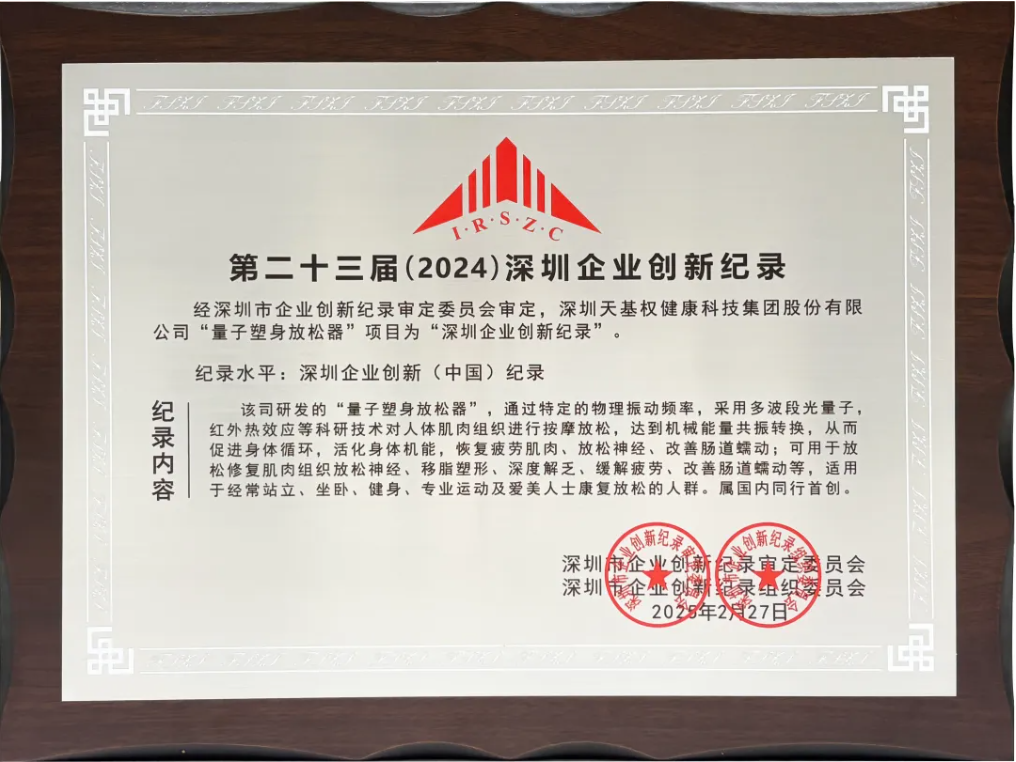 I·R·S·Z·C
第二十三届(2024)深圳企业创新纪录
经深圳市企业创新纪录审定委员会审定，深圳天基权健康科技集团股份有限
公司“量子塑身放松器”项目为“深圳企业创新纪录”。
纪录水平：深圳企业创新（中国）纪录
纪录内容
该司研发的“量子塑身放松器”，通过特定的物理振动频率，采用多波段光量子，
红外热效应等科研技术对人体肌肉组织进行按摩放松，达到机械能量共振转换，从而
促进身体循环，活化身体机能，恢复疲劳肌肉、放松神经、改善肠道蠕动；可用于放
松修复肌肉组织放松神经、移脂塑形、深度解乏、缓解疲劳、改善肠道蠕动等，适用
于经常站立、坐卧、健身、专业运动及爱美人士康复放松的人群。属国内同行首创。
深圳市企业创新纪录审定委员会
深圳市企业创新纪录组织委员会
2025年2月27日